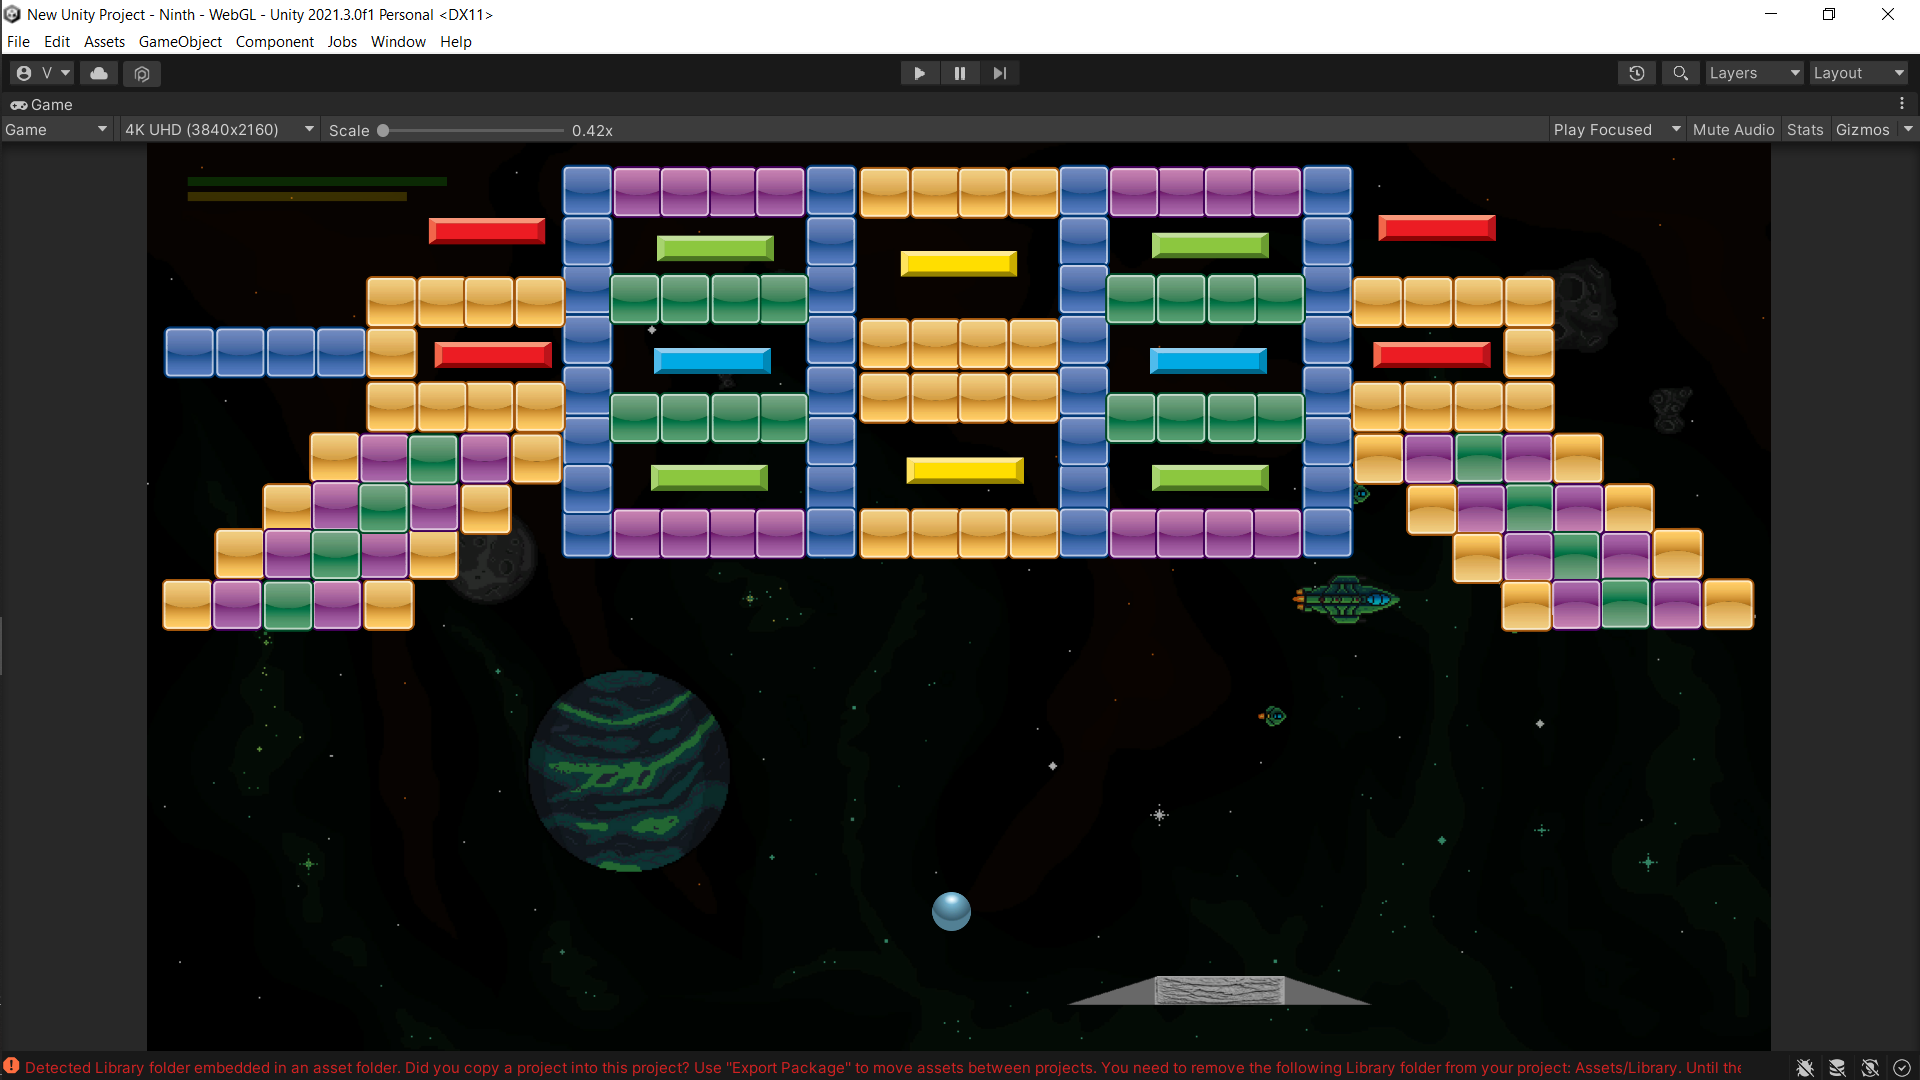 New Unity Project - Ninth - WebGL - Unity 2021.3.0f1 Personal <DX11>
File Edit Assets GameObject Component Jobs Window Help
V Layers Layout
Game
Game 4K UHD (3840x2160) Scale 0.42x Play Focused Mute Audio Stats Gizmos
Detected Library folder embedded in an asset folder. Did you copy a project into this project? Use "Export Package" to move assets between projects. You need to remove the following Library folder from your project: Assets/Library. Until the